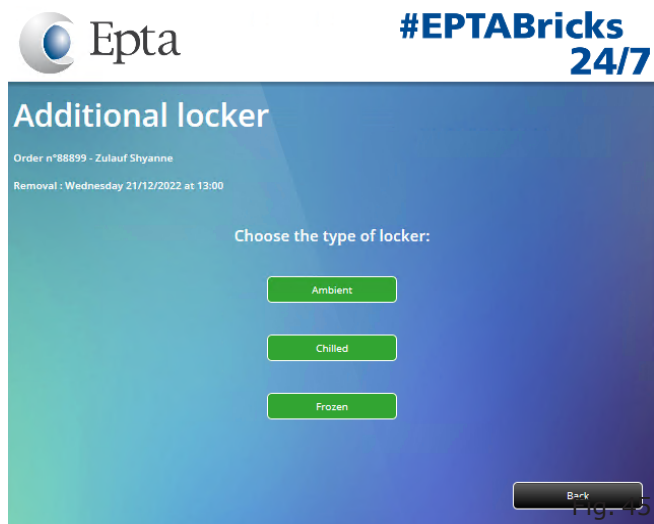 Epta
#EPTABricks
24/7
Additional locker
Order n°88899 - Zulauf Shyanne
Removal : Wednesday 21/12/2022 at 13:00
Choose the type of locker:
Ambient
Chilled
Frozen
Back
Fig. 45